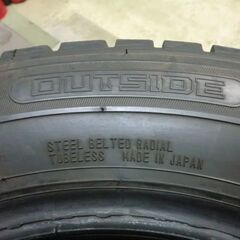 OUTSIDE
STEEL BELTED RADIAL
TUBELESS MADE IN JAPAN